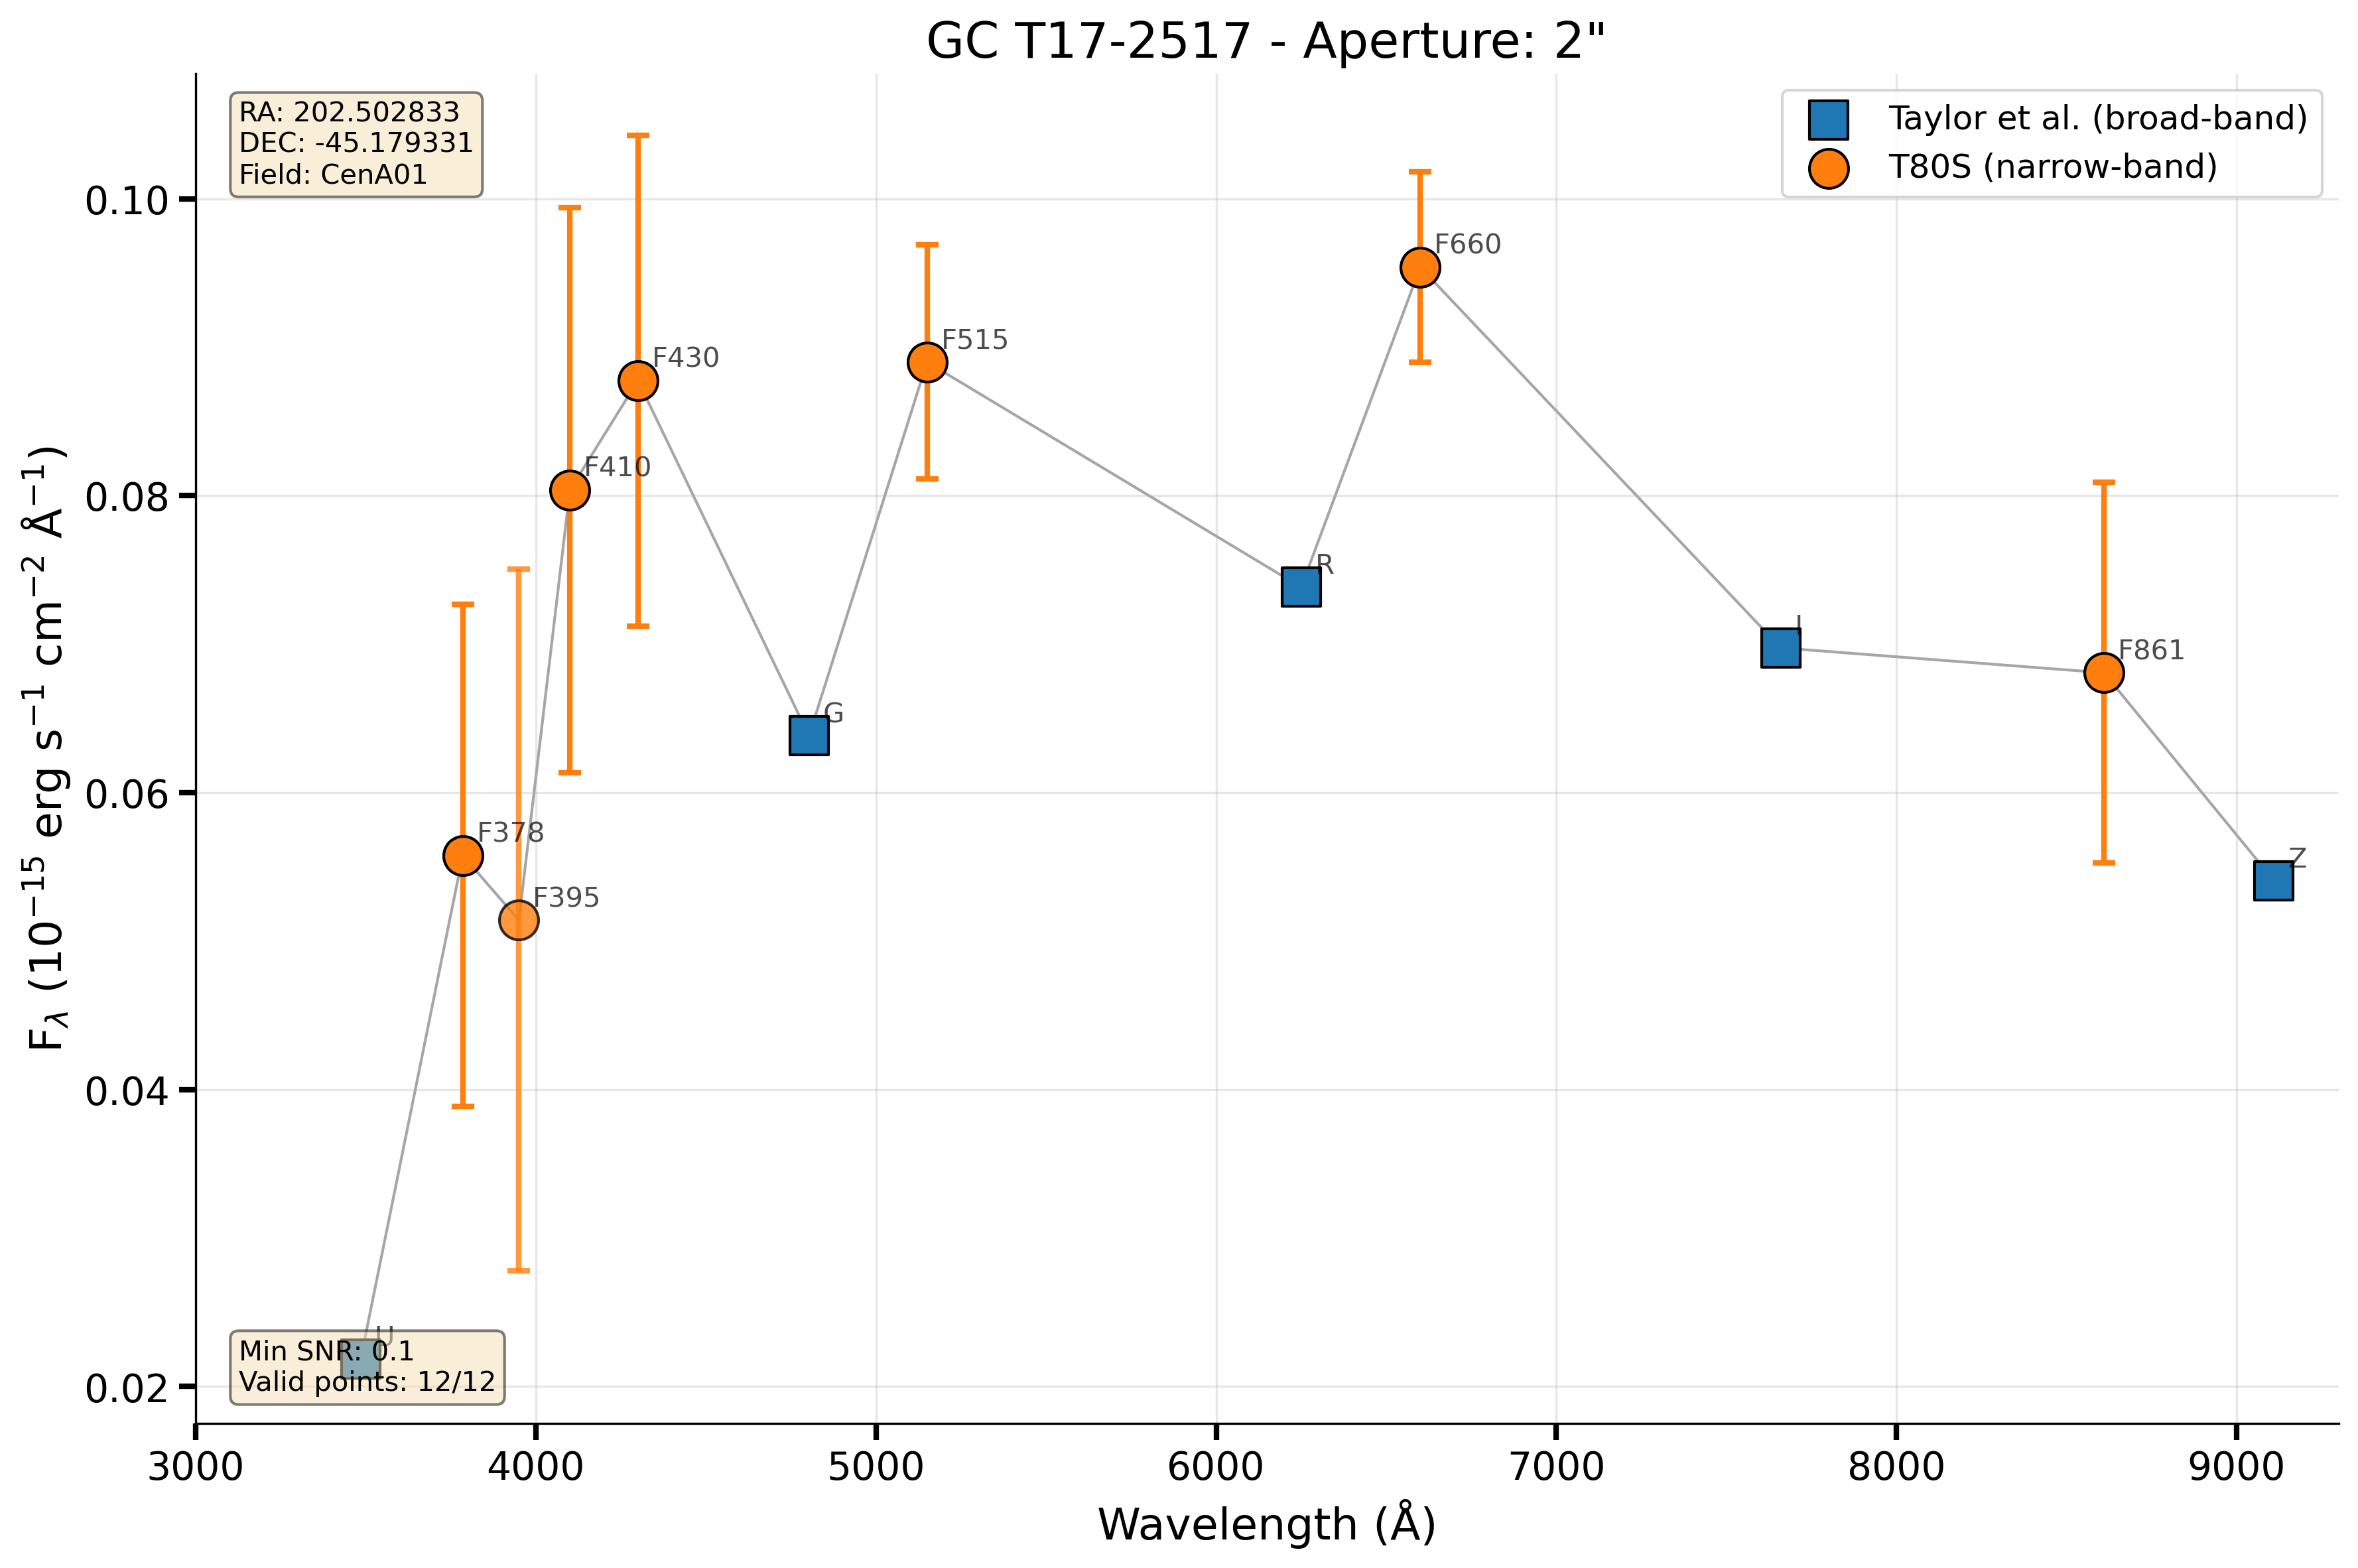 GC T17-2517 - Aperture: 2"
RA: 202.502833
DEC: -45.179331
Field: CenA01
Taylor et al. (broad-band)
T80S (narrow-band)
F660
F515
F430
F410
R
I
F861
G
F378
Z
F395
U
Min SNR: 0.1
Valid points: 12/12
0.10
0.08
0.06
0.04
0.02
F_λ (10⁻¹⁵ erg s⁻¹ cm⁻² Å⁻¹)
3000 4000 5000 6000 7000 8000 9000
Wavelength (Å)